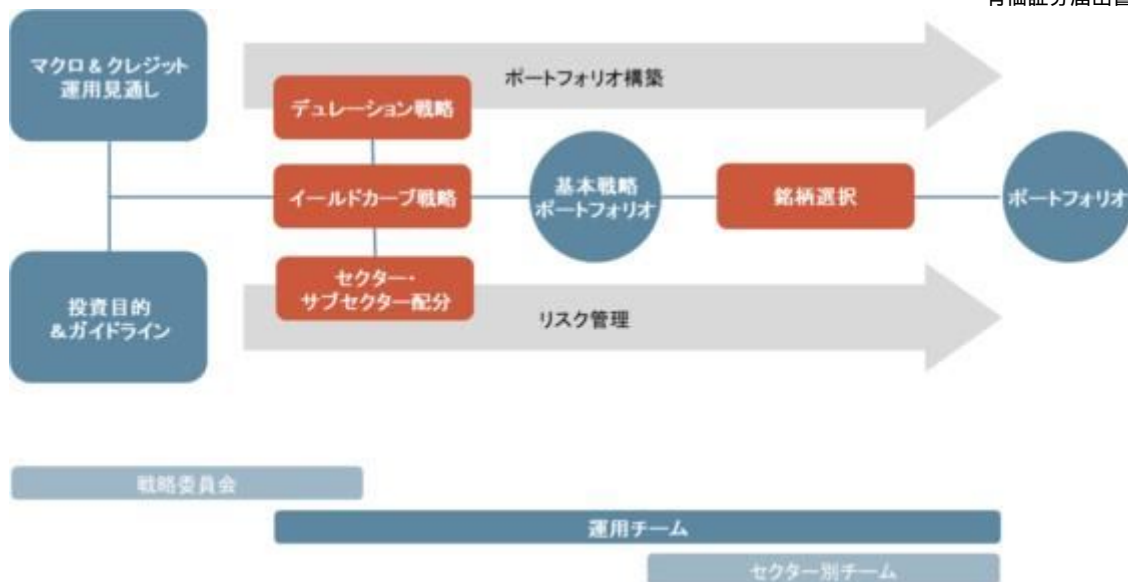 マクロ&クレジット
運用見通し
ポートフォリオ構築
デュレーション戦略
イールドカーブ戦略
基本戦略
ポートフォリオ
銘柄選択
ポートフォリオ
セクター・
サブセクター配分
投資目的
&ガイドライン
リスク管理
戦略委員会
運用チーム
セクター別チーム